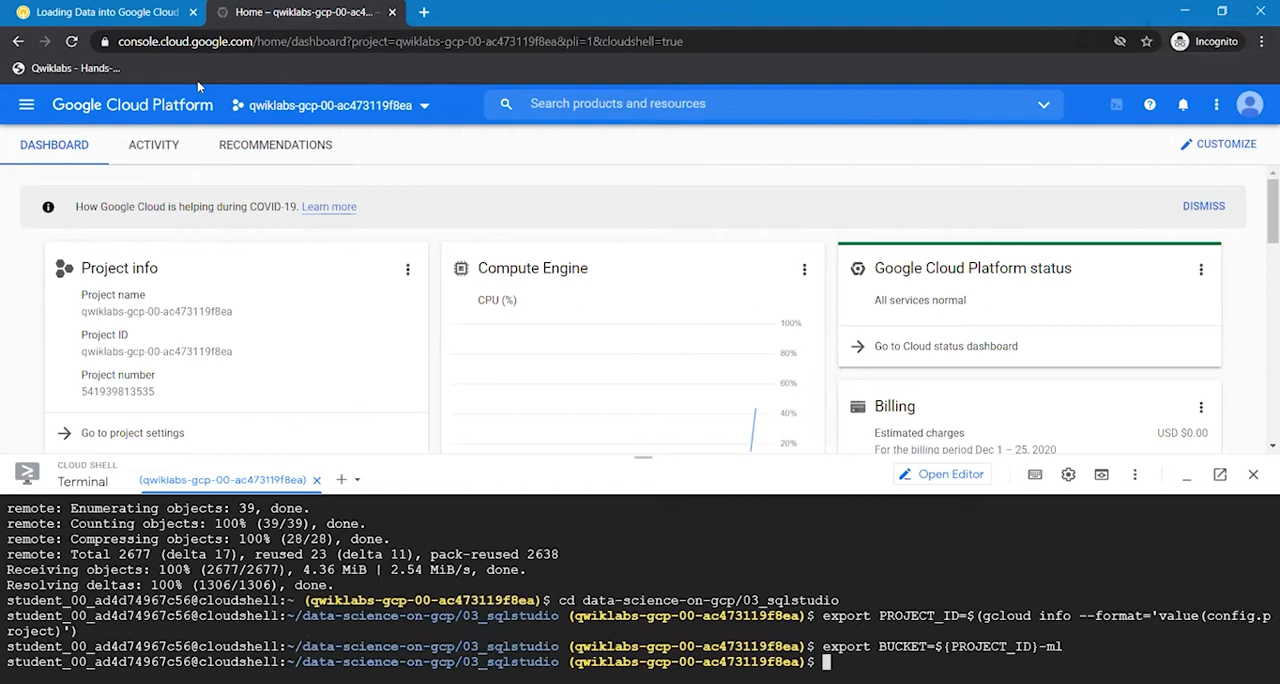 Loading Data into Google Cloud
Home – qwiklabs-gcp-00-ac4...
console.cloud.google.com/home/dashboard?project=qwiklabs-gcp-00-ac473119f8ea&pli=1&cloudshell=true
Incognito
Qwiklabs - Hands-...
Google Cloud Platform
qwiklabs-gcp-00-ac473119f8ea
Search products and resources
DASHBOARD
ACTIVITY
RECOMMENDATIONS
CUSTOMIZE
How Google Cloud is helping during COVID-19. Learn more
DISMISS
Project info
Project name
qwiklabs-gcp-00-ac473119f8ea
Project ID
qwiklabs-gcp-00-ac473119f8ea
Project number
541939813535
Go to project settings
Compute Engine
CPU (%)
100%
80%
60%
40%
20%
Google Cloud Platform status
All services normal
Go to Cloud status dashboard
Billing
Estimated charges
USD $0.00
For the billing period Dec 1 – 25, 2020
CLOUD SHELL
Terminal
(qwiklabs-gcp-00-ac473119f8ea)
Open Editor
remote: Enumerating objects: 39, done.
remote: Counting objects: 100% (39/39), done.
remote: Compressing objects: 100% (28/28), done.
remote: Total 2677 (delta 17), reused 23 (delta 11), pack-reused 2638
Receiving objects: 100% (2677/2677), 4.36 MiB | 2.54 MiB/s, done.
Resolving deltas: 100% (1306/1306), done.
student_00_ad4d74967c56@cloudshell:~ (qwiklabs-gcp-00-ac473119f8ea)$ cd data-science-on-gcp/03_sqlstudio
student_00_ad4d74967c56@cloudshell:~/data-science-on-gcp/03_sqlstudio (qwiklabs-gcp-00-ac473119f8ea)$ export PROJECT_ID=$(gcloud info --format='value(config.p
roject)')
student_00_ad4d74967c56@cloudshell:~/data-science-on-gcp/03_sqlstudio (qwiklabs-gcp-00-ac473119f8ea)$ export BUCKET=${PROJECT_ID}-ml
student_00_ad4d74967c56@cloudshell:~/data-science-on-gcp/03_sqlstudio (qwiklabs-gcp-00-ac473119f8ea)$